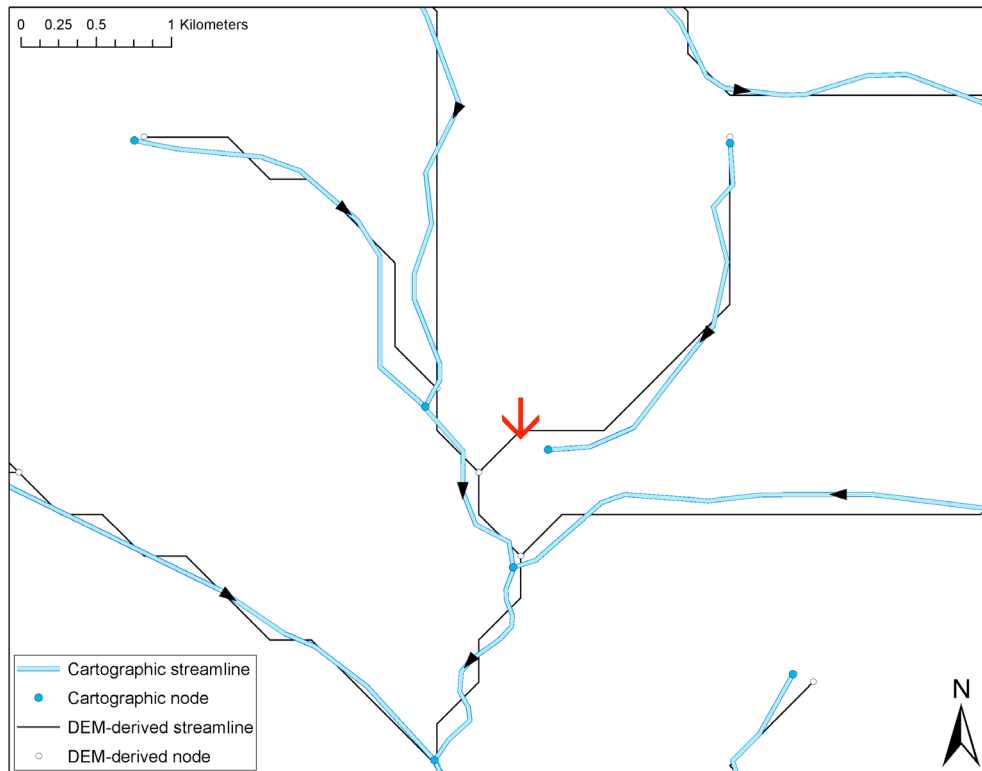 0 0.25 0.5 1 Kilometers
Cartographic streamline
Cartographic node
DEM-derived streamline
DEM-derived node
N